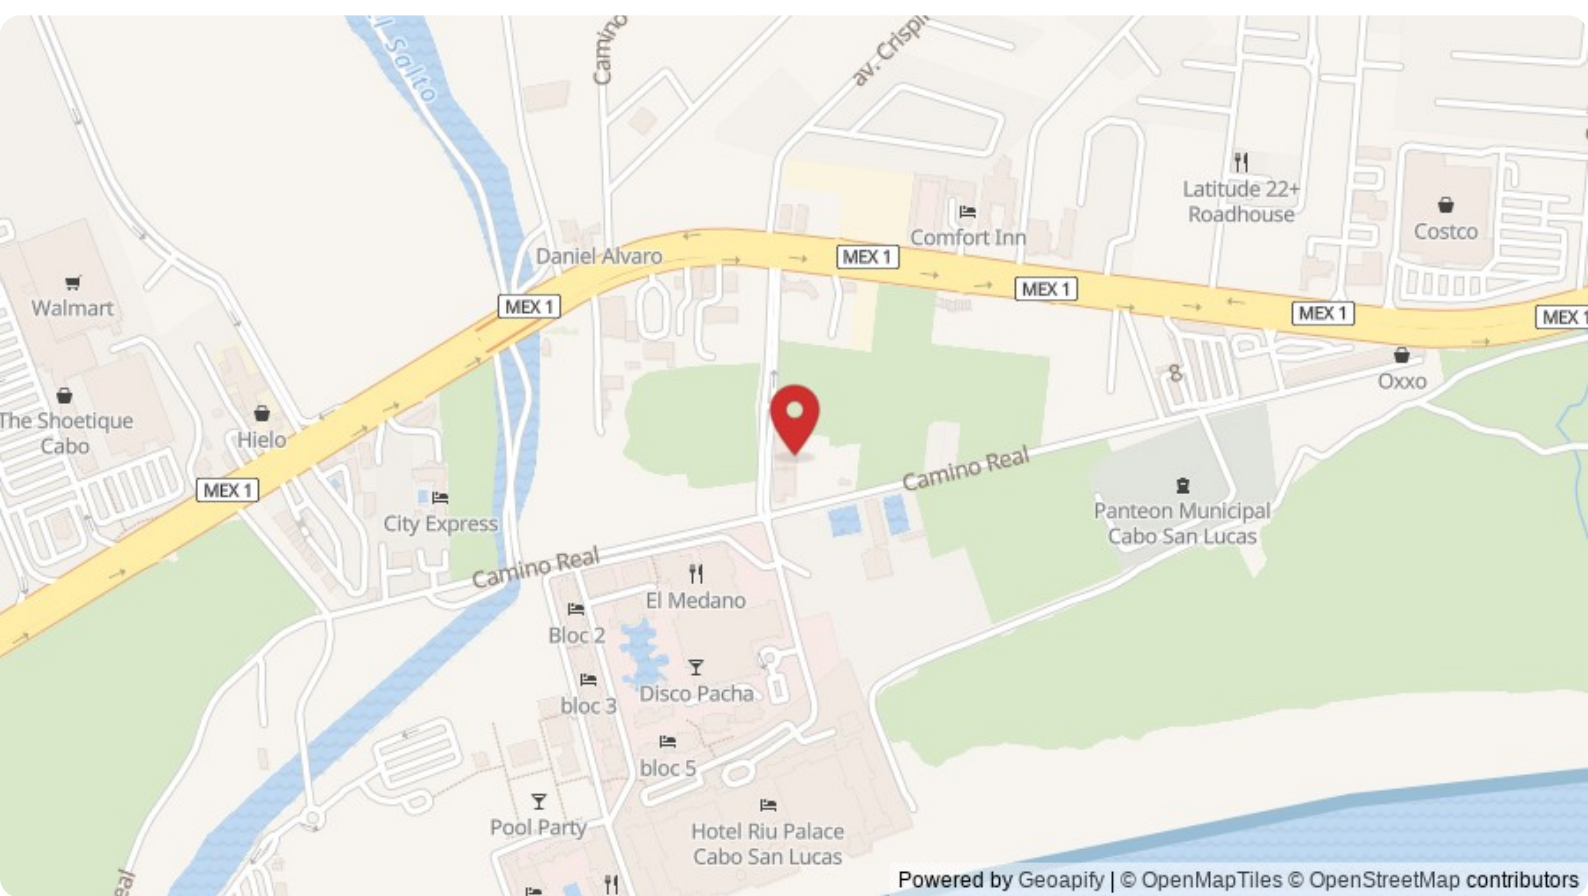 El Salto
Camino
av. Crispi
Latitude 22+
Roadhouse
Costco
Comfort Inn
Daniel Alvaro
MEX 1
MEX 1
MEX 1
MEX 1
MEX 1
Walmart
8
Oxxo
The Shoetique
Cabo
Hielo
Camino Real
MEX 1
City Express
Panteon Municipal
Cabo San Lucas
Camino Real
El Medano
Bloc 2
Disco Pacha
bloc 3
bloc 5
Pool Party
Hotel Riu Palace
Cabo San Lucas
eal
Powered by Geoapify | © OpenMapTiles © OpenStreetMap contributors